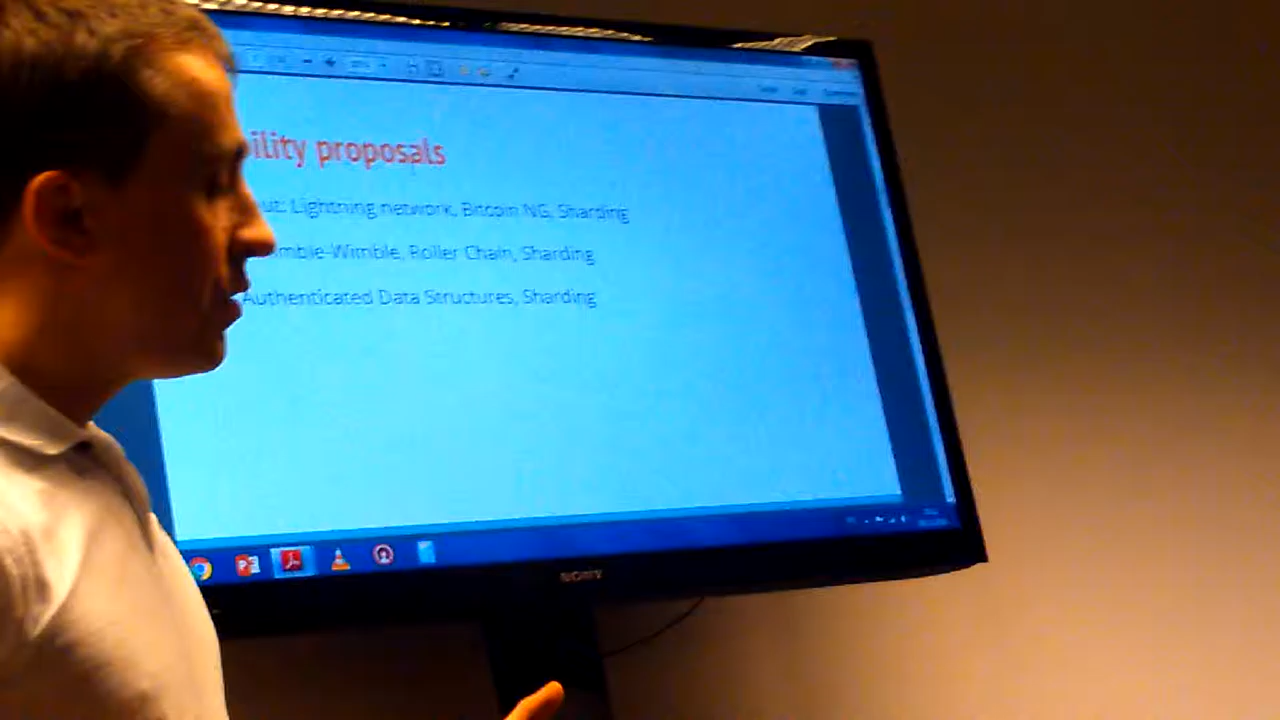 ility proposals
ut: Lightning network, Bitcoin NG, Sharding
mble-Wimble, Roller Chain, Sharding
Authenticated Data Structures, Sharding
SONY